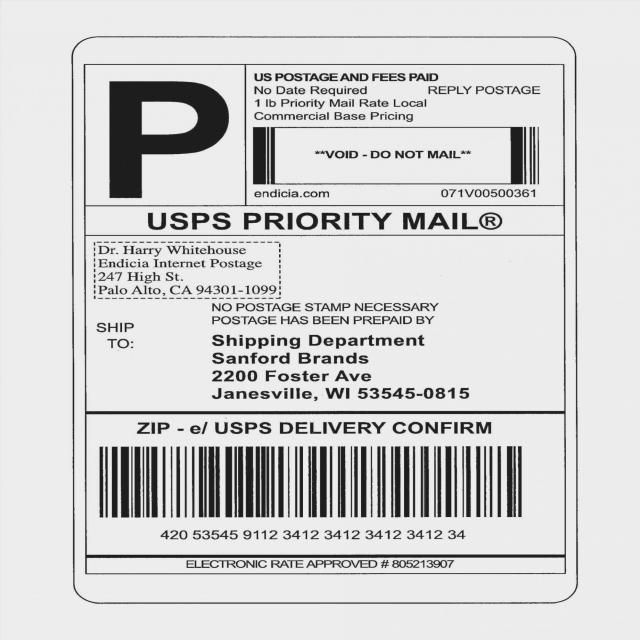 P
US POSTAGE AND FEES PAID
No Date Required REPLY POSTAGE
1 lb Priority Mail Rate Local
Commercial Base Pricing
**VOID - DO NOT MAIL**
endicia.com 071V00500361
USPS PRIORITY MAIL®
Dr. Harry Whitehouse
Endicia Internet Postage
247 High St.
Palo Alto, CA 94301-1099
NO POSTAGE STAMP NECESSARY
POSTAGE HAS BEEN PREPAID BY
SHIP
TO:
Shipping Department
Sanford Brands
2200 Foster Ave
Janesville, WI 53545-0815
ZIP - e/ USPS DELIVERY CONFIRM
420 53545 9112 3412 3412 3412 3412 34
ELECTRONIC RATE APPROVED # 805213907